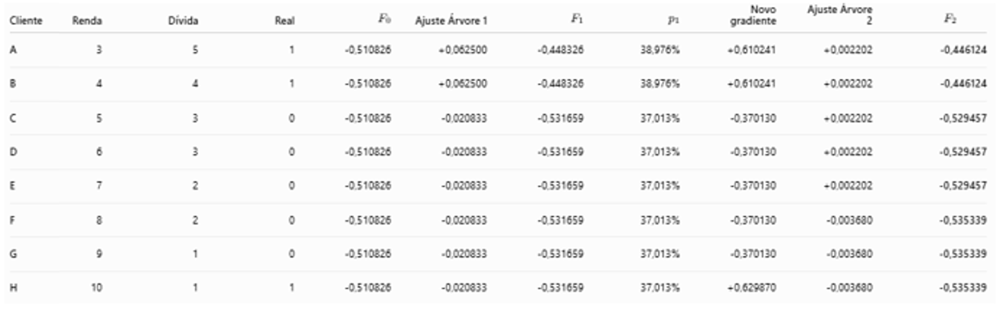 Cliente Renda Dívida Real F₀ Ajuste Árvore 1 F₁ p₁ Novo gradiente Ajuste Árvore 2 F₂
A 3 5 1 -0,510826 +0,062500 -0,448326 38,976% +0,610241 +0,002202 -0,446124
B 4 4 1 -0,510826 +0,062500 -0,448326 38,976% +0,610241 +0,002202 -0,446124
C 5 3 0 -0,510826 -0,020833 -0,531659 37,013% -0,370130 +0,002202 -0,529457
D 6 3 0 -0,510826 -0,020833 -0,531659 37,013% -0,370130 +0,002202 -0,529457
E 7 2 0 -0,510826 -0,020833 -0,531659 37,013% -0,370130 +0,002202 -0,529457
F 8 2 0 -0,510826 -0,020833 -0,531659 37,013% -0,370130 -0,003680 -0,535339
G 9 1 0 -0,510826 -0,020833 -0,531659 37,013% -0,370130 -0,003680 -0,535339
H 10 1 1 -0,510826 -0,020833 -0,531659 37,013% +0,629870 -0,003680 -0,535339